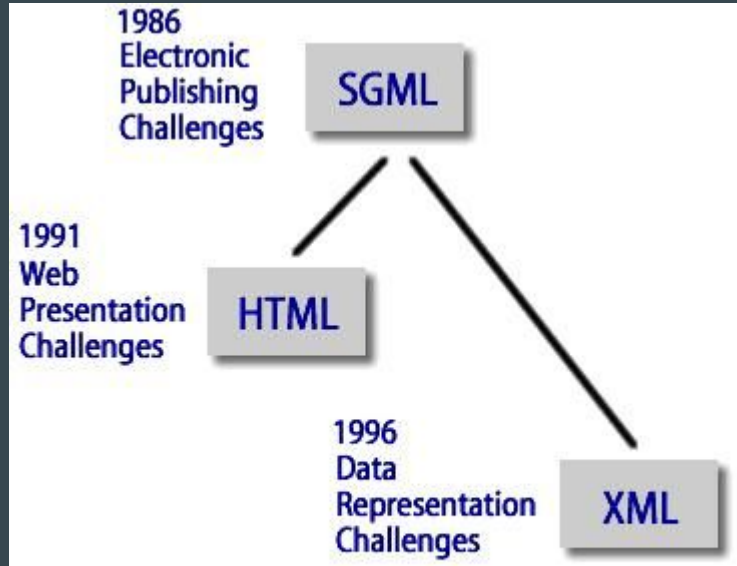 1986
Electronic
Publishing
Challenges
SGML
1991
Web
Presentation
Challenges
HTML
1996
Data
Representation
Challenges
XML